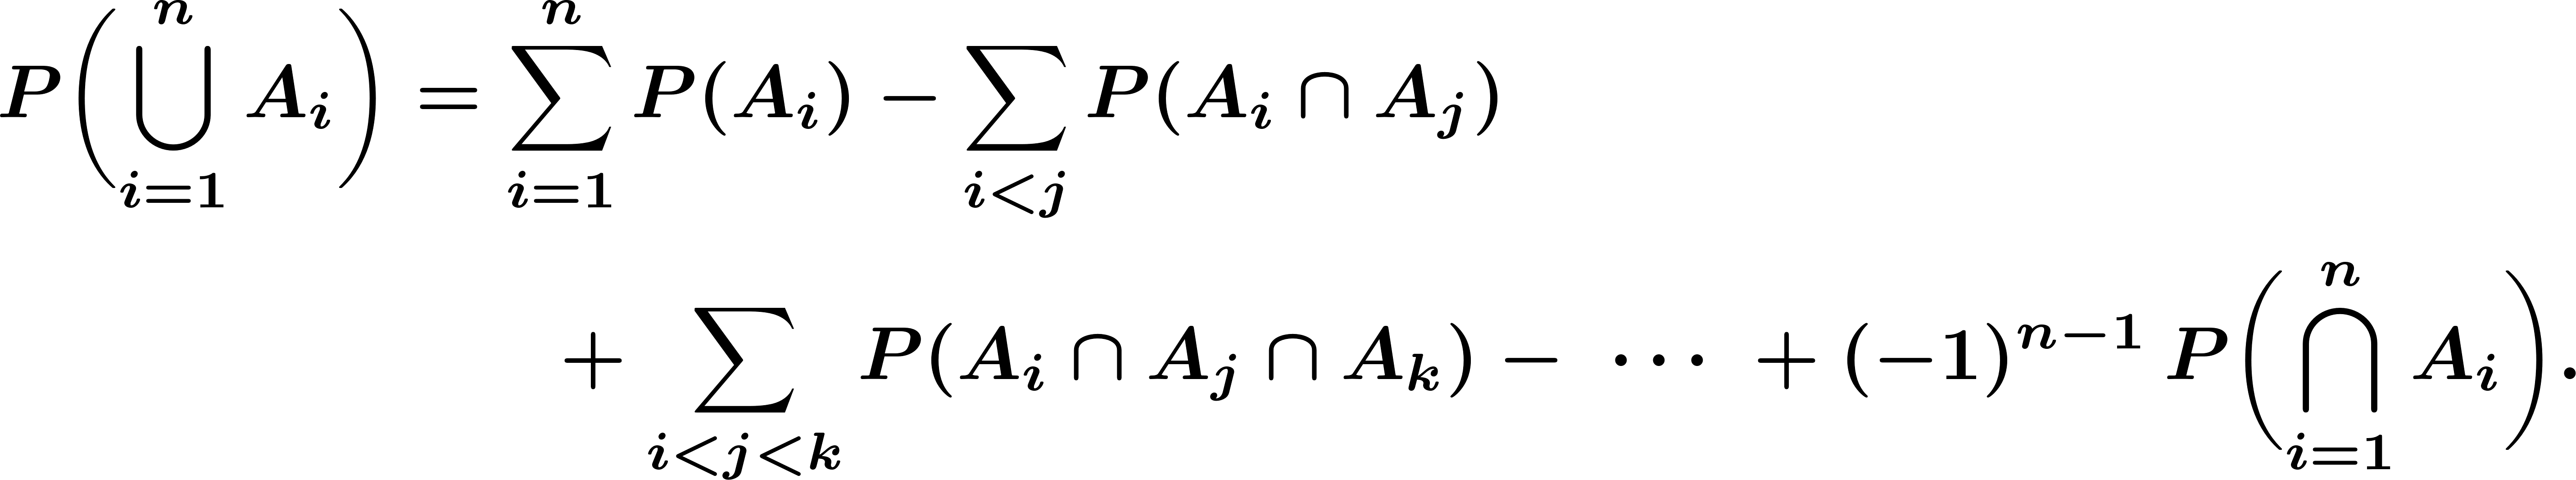 P(⋃_{i=1}^{n} A_i) = ∑_{i=1}^{n} P(A_i) − ∑_{i<j} P(A_i ∩ A_j)
+ ∑_{i<j<k} P(A_i ∩ A_j ∩ A_k) − ⋯ + (−1)^{n−1} P(⋂_{i=1}^{n} A_i).